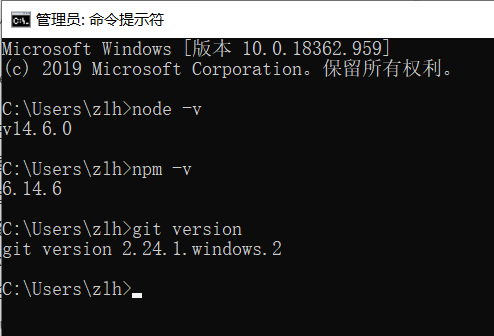 管理员: 命令提示符
Microsoft Windows [版本 10.0.18362.959]
(c) 2019 Microsoft Corporation。保留所有权利。
C:\Users\zlh>node -v
v14.6.0
C:\Users\zlh>npm -v
6.14.6
C:\Users\zlh>git version
git version 2.24.1.windows.2
C:\Users\zlh>